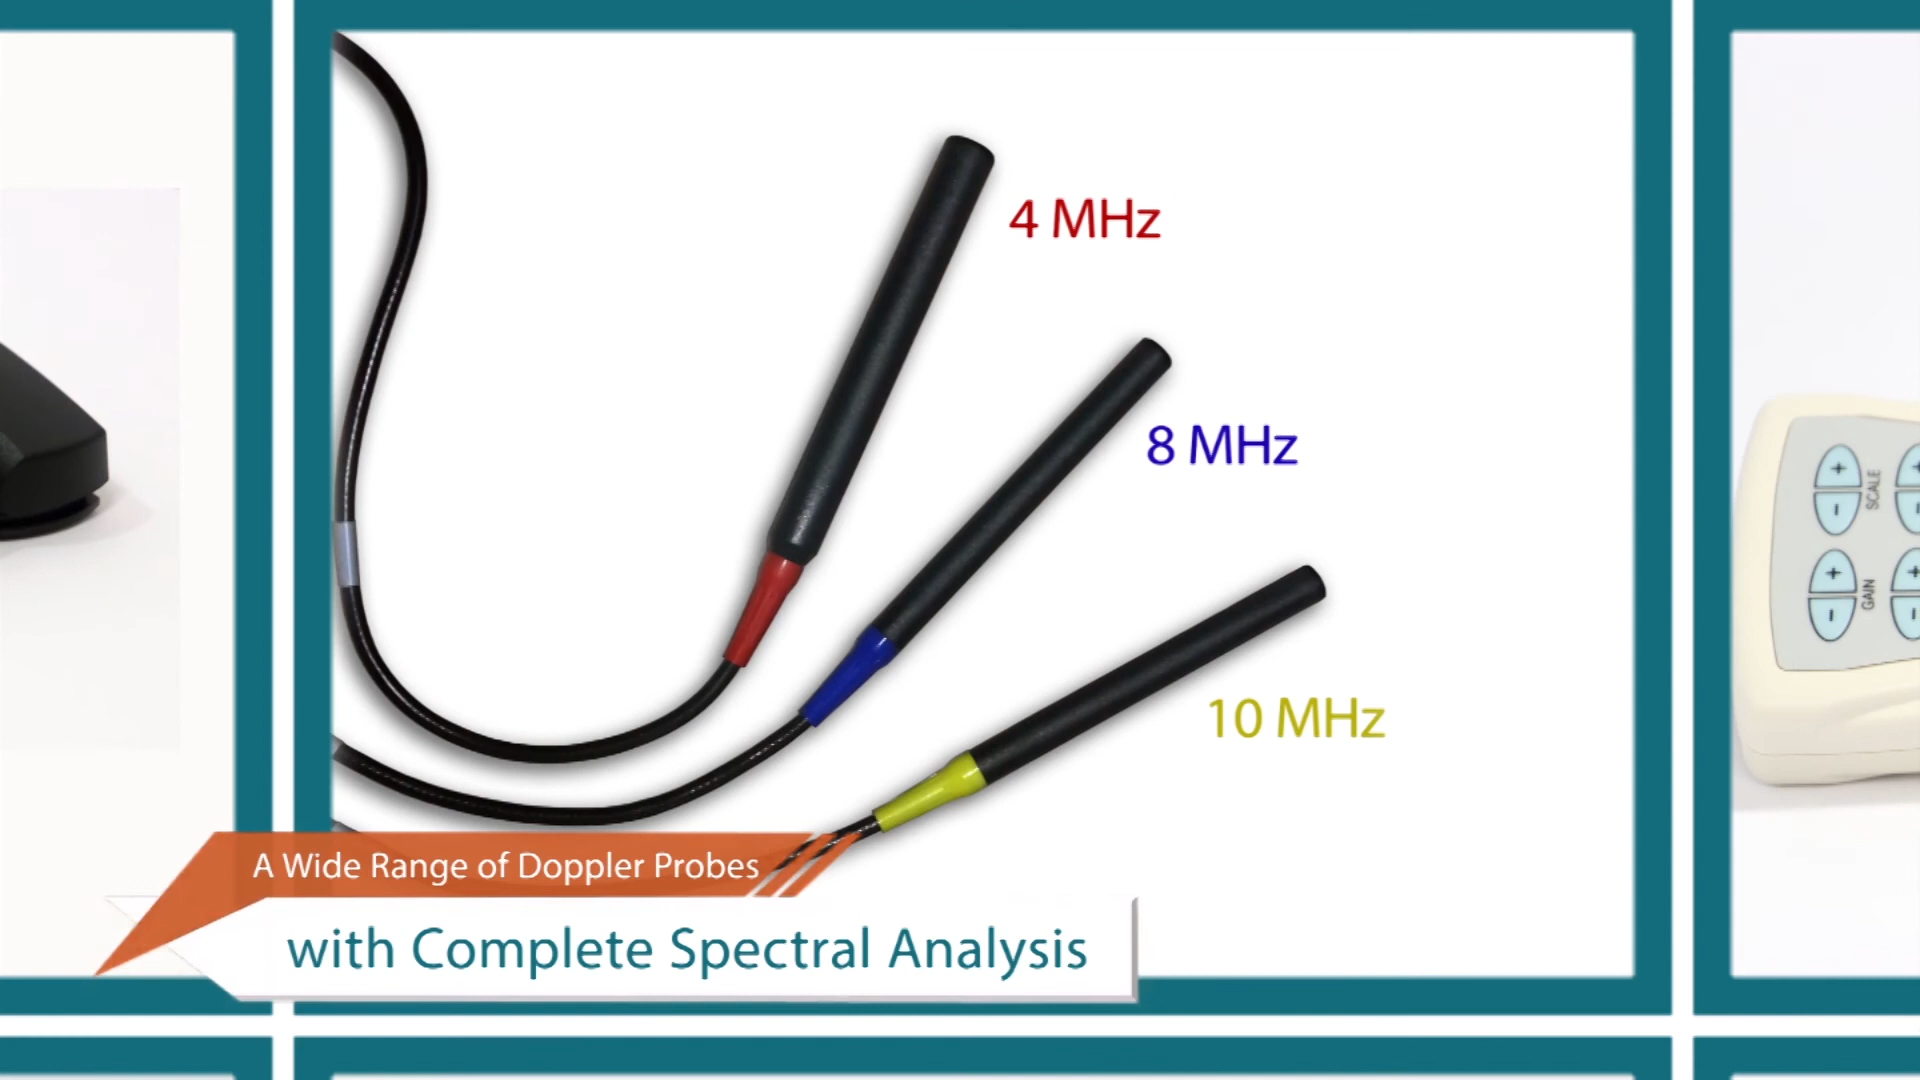 4 MHz
8 MHz
10 MHz
+
-
SCALE
+
-
GAIN
+
-
+
-
A Wide Range of Doppler Probes
with Complete Spectral Analysis